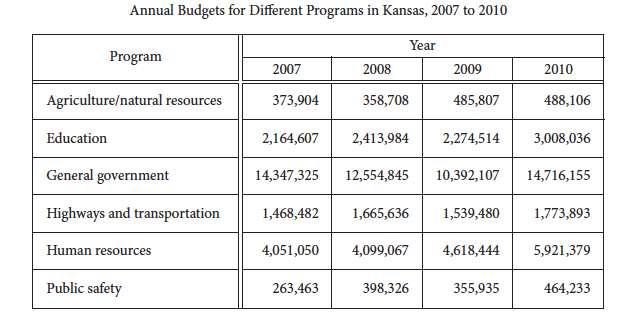 Annual Budgets for Different Programs in Kansas, 2007 to 2010
Program Year
2007 2008 2009 2010
Agriculture/natural resources 373,904 358,708 485,807 488,106
Education 2,164,607 2,413,984 2,274,514 3,008,036
General government 14,347,325 12,554,845 10,392,107 14,716,155
Highways and transportation 1,468,482 1,665,636 1,539,480 1,773,893
Human resources 4,051,050 4,099,067 4,618,444 5,921,379
Public safety 263,463 398,326 355,935 464,233